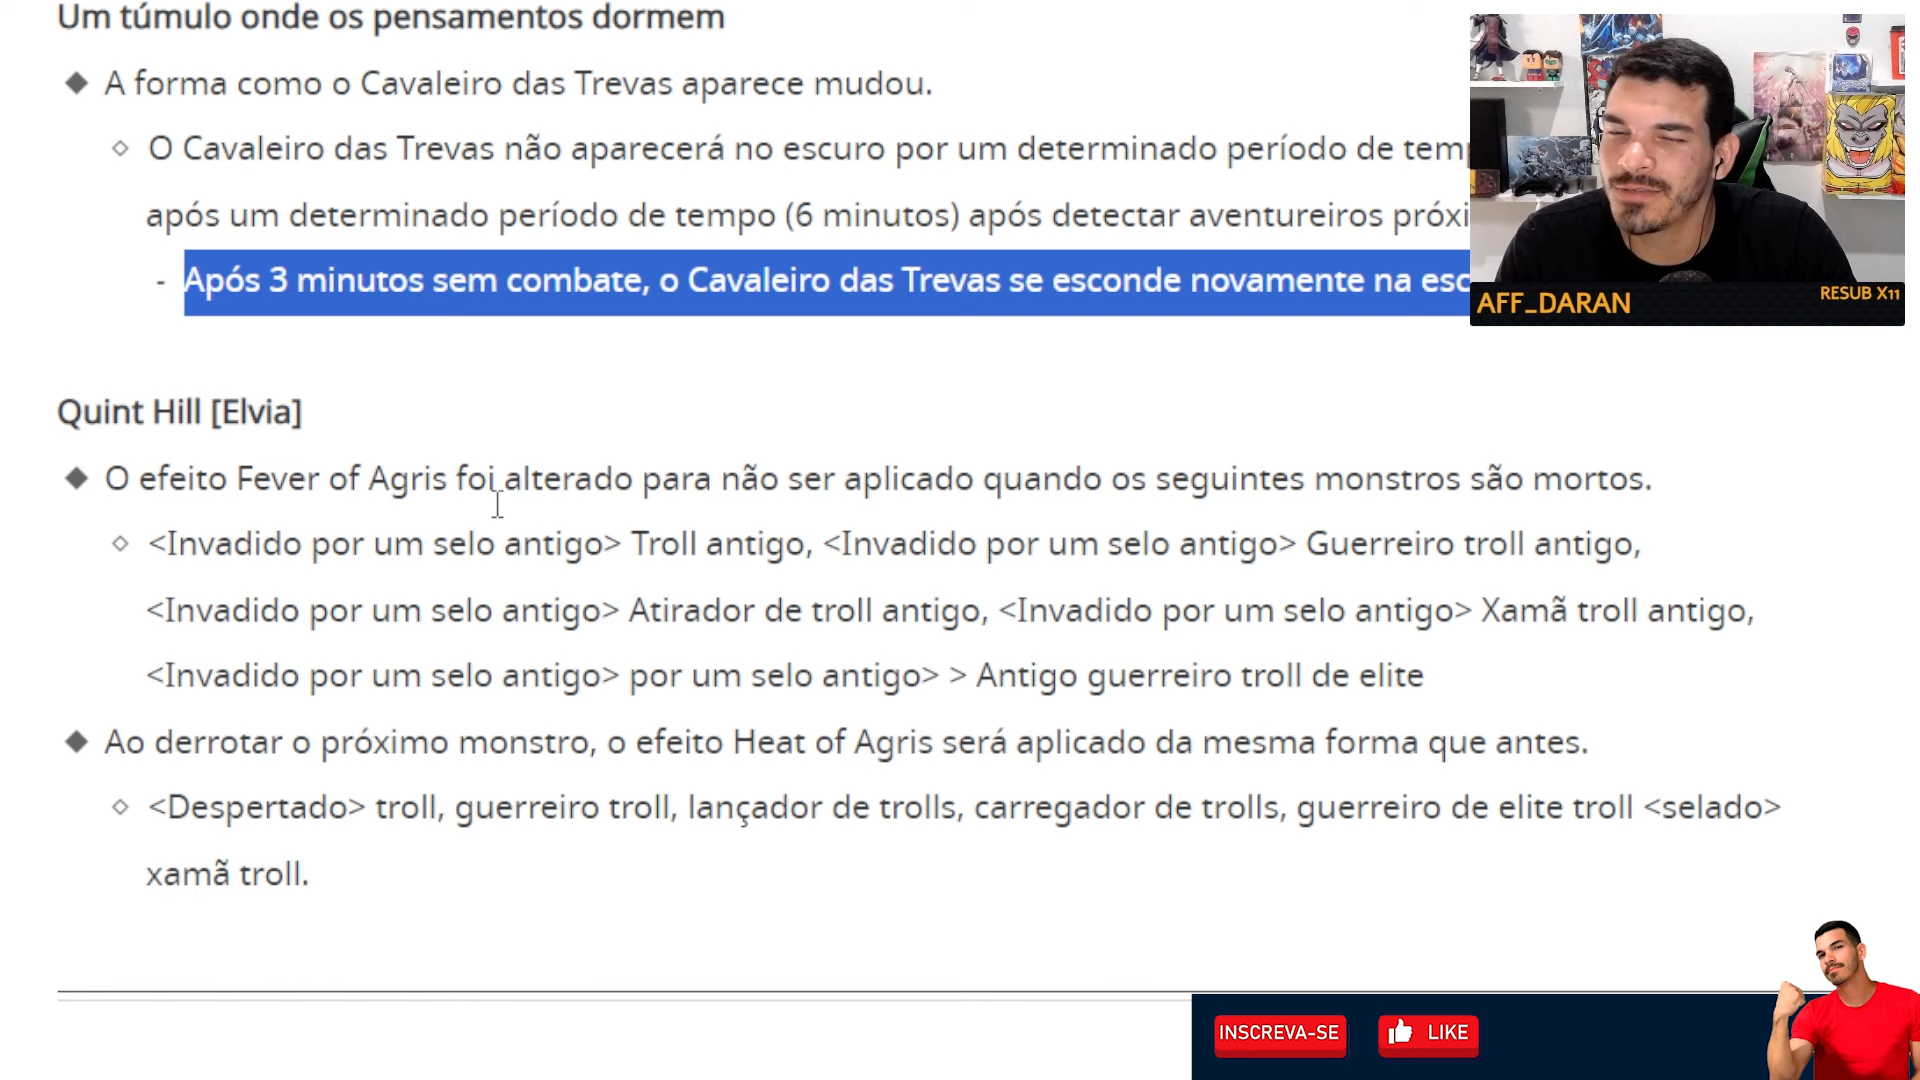 Um túmulo onde os pensamentos dormem
A forma como o Cavaleiro das Trevas aparece mudou.
O Cavaleiro das Trevas não aparecerá no escuro por um determinado período de
após um determinado período de tempo (6 minutos) após detectar aventureiros
- Após 3 minutos sem combate, o Cavaleiro das Trevas se esconde novamente na
AFF_DARAN
RESUB X11
Quint Hill [Elvia]
O efeito Fever of Agris foi alterado para não ser aplicado quando os seguintes monstros são mortos.
<Invadido por um selo antigo> Troll antigo, <Invadido por um selo antigo> Guerreiro troll antigo,
<Invadido por um selo antigo> Atirador de troll antigo, <Invadido por um selo antigo> Xamã troll antigo,
<Invadido por um selo antigo> por um selo antigo> > Antigo guerreiro troll de elite
Ao derrotar o próximo monstro, o efeito Heat of Agris será aplicado da mesma forma que antes.
<Despertado> troll, guerreiro troll, lançador de trolls, carregador de trolls, guerreiro de elite troll <selado>
xamã troll.
INSCREVA-SE
LIKE